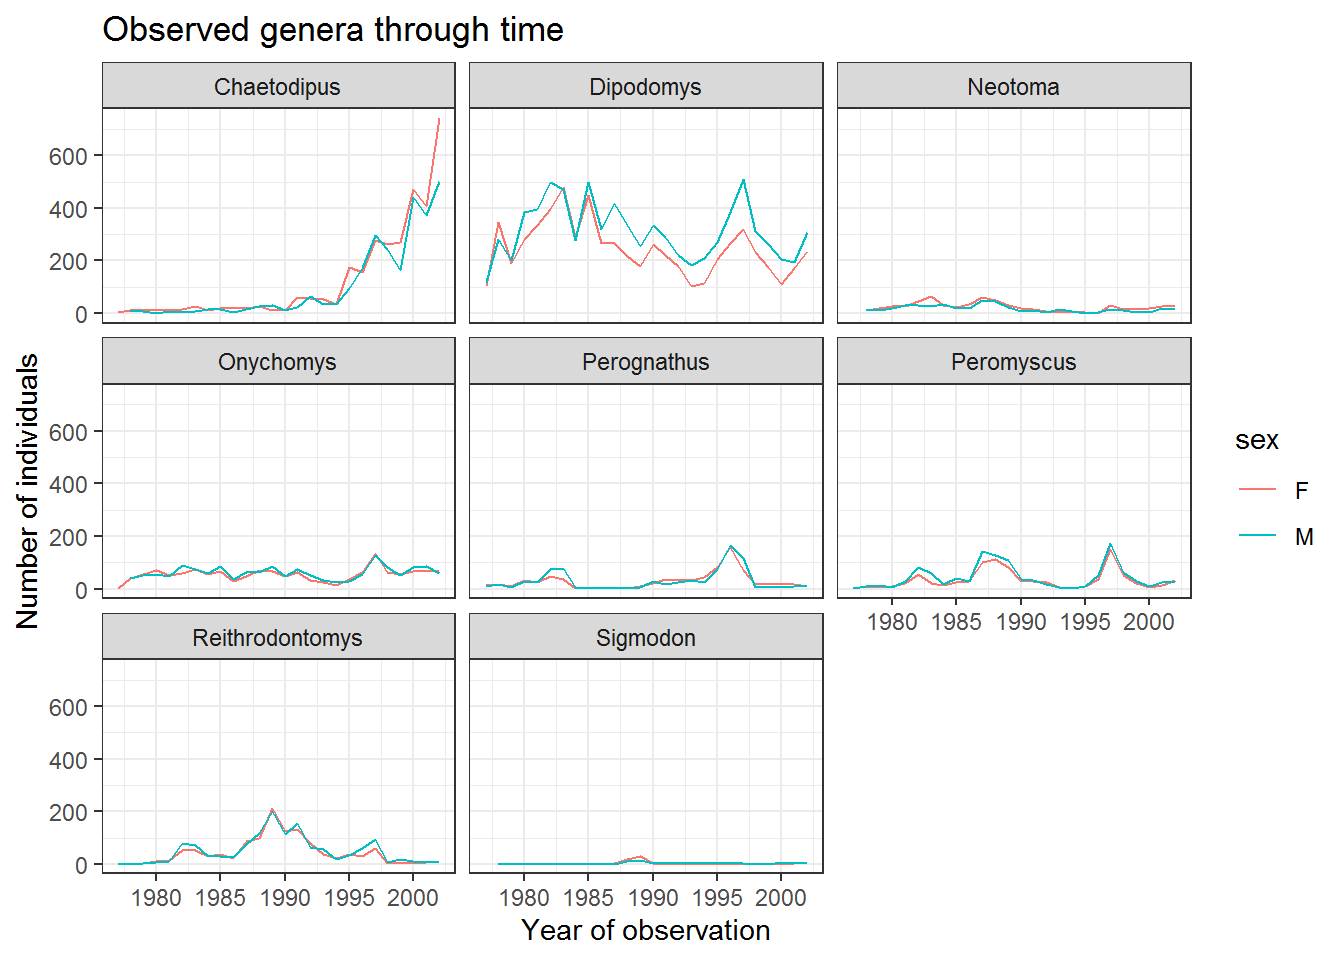 Observed genera through time
Chaetodipus Dipodomys Neotoma
600
400
200
0
Onychomys Perognathus Peromyscus
600
400
200
0
1980 1985 1990 1995 2000
Reithrodontomys Sigmodon
600
400
200
0
1980 1985 1990 1995 2000 1980 1985 1990 1995 2000
Year of observation
Number of individuals
sex
F
M